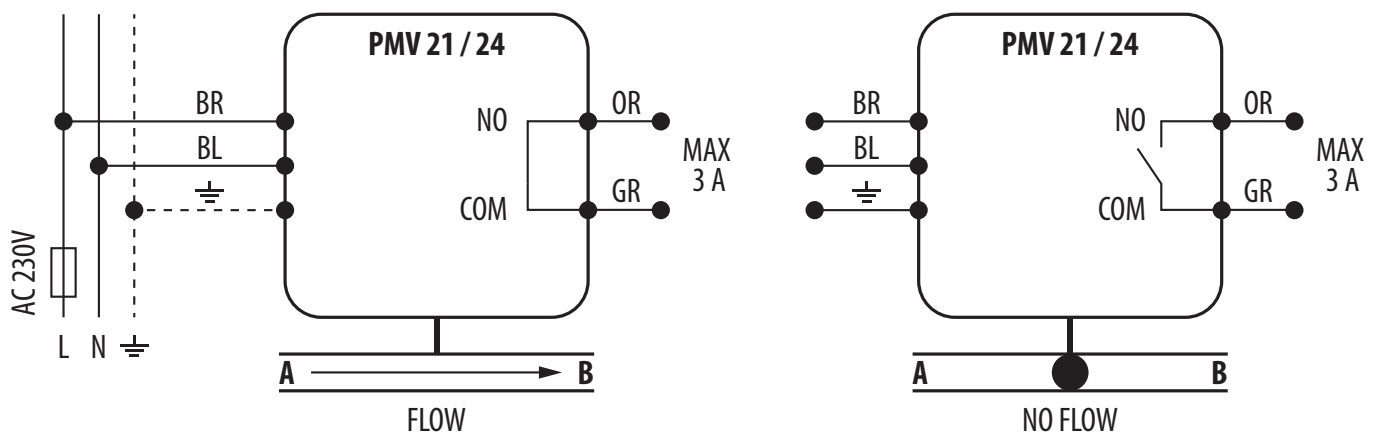 PMV 21 / 24
BR
BL
NO
COM
OR
GR
MAX
3 A
AC 230V
L N
A B
FLOW
PMV 21 / 24
BR
BL
NO
COM
OR
GR
MAX
3 A
A B
NO FLOW